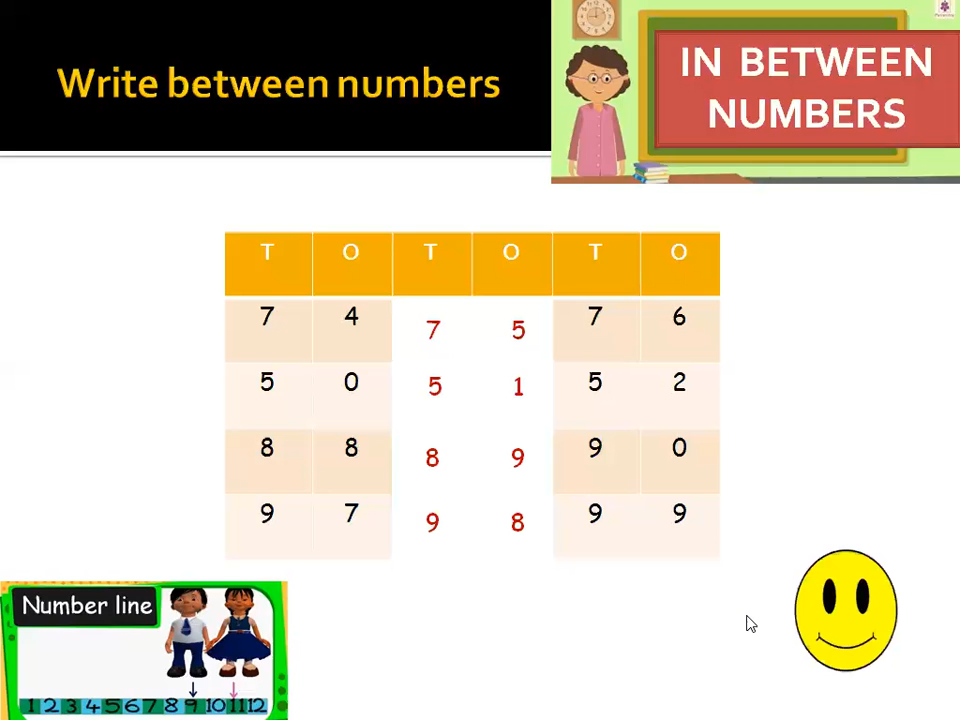 Write between numbers
IN BETWEEN
NUMBERS
T O T O T O
7 4 7 5 7 6
5 0 5 1 5 2
8 8 8 9 9 0
9 7 9 8 9 9
Number line
1 2 3 4 5 6 7 8 9 10 11 12